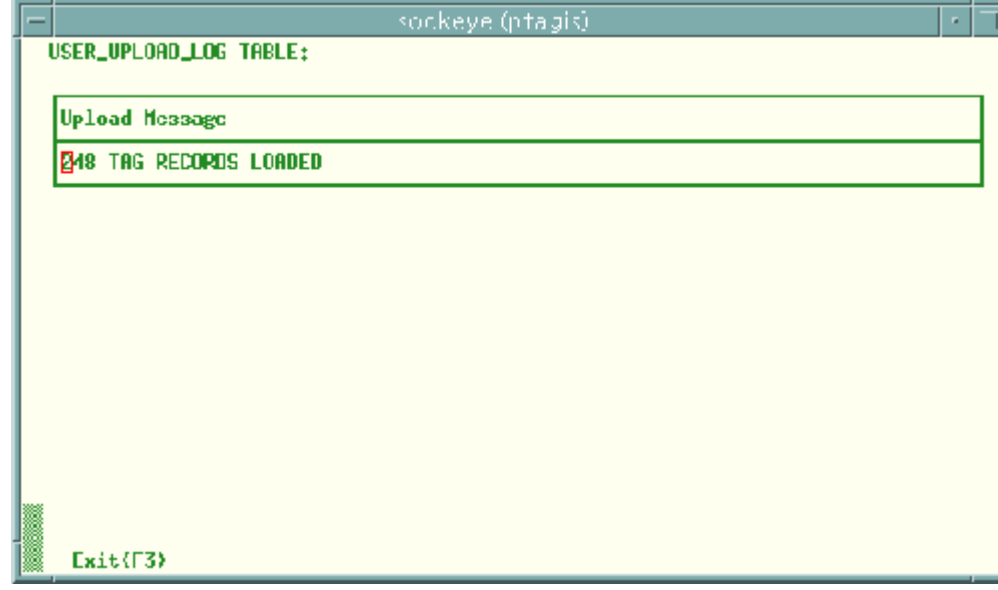 sockeye (ptagis)
USER_UPLOAD_LOG TABLE:
Upload Message
248 TAG RECORDS LOADED
Exit(F3)